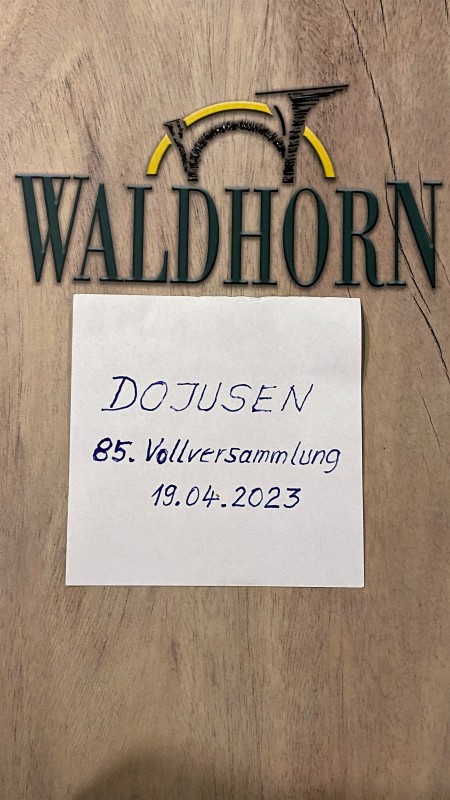 WALDHORN
DOJUSEN
85. Vollversammlung
19.04.2023